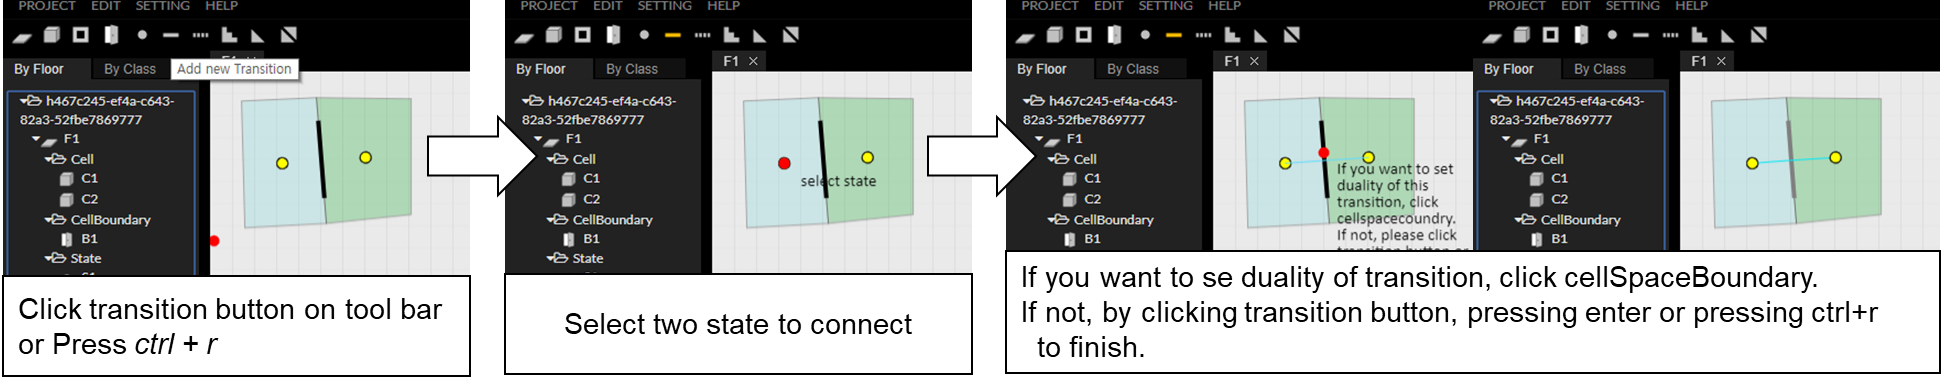 PROJECT EDIT SETTING HELP
By Floor By Class
Add new Transition
h467c245-ef4a-c643-
82a3-52fbe7869777
F1
Cell
C1
C2
CellBoundary
B1
State
Click transition button on tool bar
or Press ctrl + r
PROJECT EDIT SETTING HELP
By Floor By Class
F1 ×
h467c245-ef4a-c643-
82a3-52fbe7869777
F1
Cell
C1
C2
CellBoundary
B1
State
select state
Select two state to connect
PROJECT EDIT SETTING HELP
By Floor By Class
F1 ×
h467c245-ef4a-c643-
82a3-52fbe7869777
F1
Cell
C1
C2
CellBoundary
B1
If you want to set
duality of this
transition, click
cellspacecoundry.
If not, please click
PROJECT EDIT SETTING HELP
By Floor By Class
F1 ×
h467c245-ef4a-c643-
82a3-52fbe7869777
F1
Cell
C1
C2
CellBoundary
B1
If you want to se duality of transition, click cellSpaceBoundary.
If not, by clicking transition button, pressing enter or pressing ctrl+r
to finish.